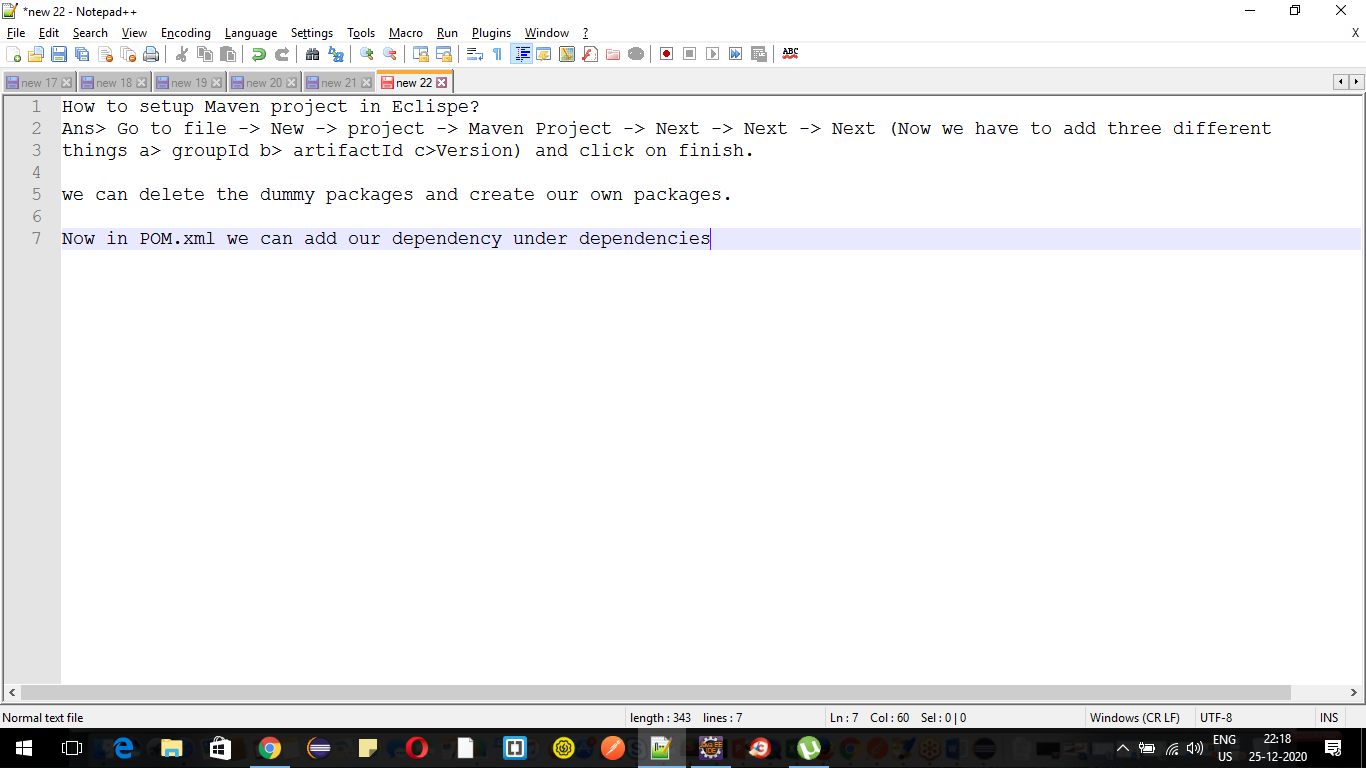 *new 22 - Notepad++
File Edit Search View Encoding Language Settings Tools Macro Run Plugins Window ? X
ABC
new 17 new 18 new 19 new 20 new 21 new 22
1 How to setup Maven project in Eclispe?
2 Ans> Go to file -> New -> project -> Maven Project -> Next -> Next -> Next (Now we have to add three different
3 things a> groupId b> artifactId c>Version) and click on finish.
4
5 we can delete the dummy packages and create our own packages.
6
7 Now in POM.xml we can add our dependency under dependencies
Normal text file length : 343 lines : 7 Ln : 7 Col : 60 Sel : 0 | 0 Windows (CR LF) UTF-8 INS
ENG 22:18
US 25-12-2020